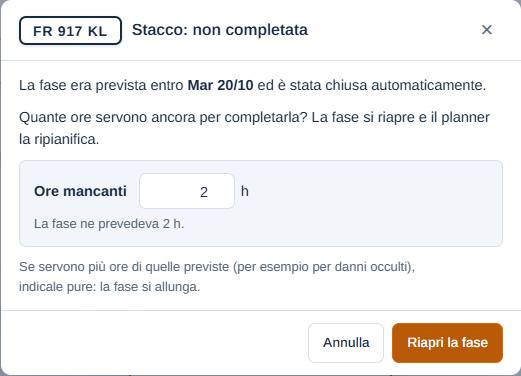 FR 917 KL Stacco: non completata ✕
La fase era prevista entro Mar 20/10 ed è stata chiusa automaticamente.
Quante ore servono ancora per completarla? La fase si riapre e il planner
la ripianifica.
Ore mancanti 2 h
La fase ne prevedeva 2 h.
Se servono più ore di quelle previste (per esempio per danni occulti),
indicale pure: la fase si allunga.
Annulla Riapri la fase